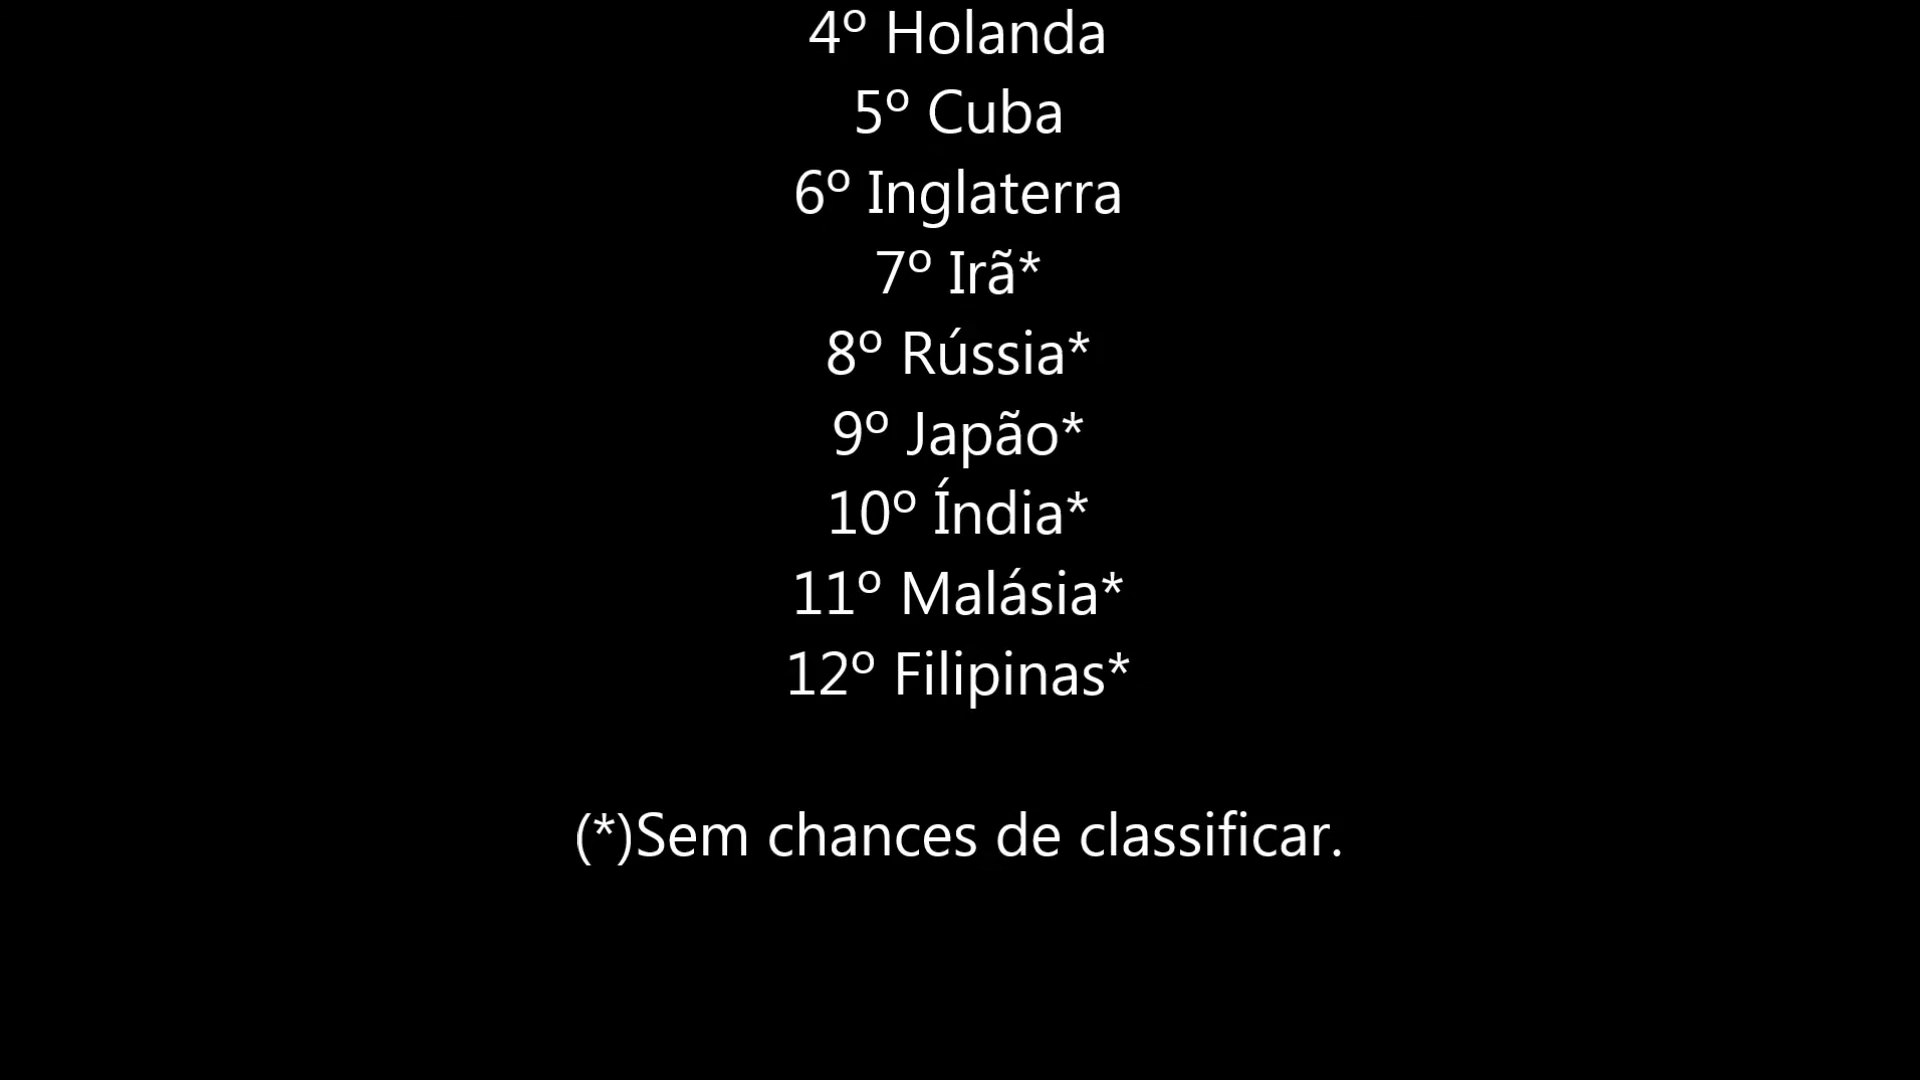 4º Holanda
5º Cuba
6º Inglaterra
7º Irã*
8º Rússia*
9º Japão*
10º Índia*
11º Malásia*
12º Filipinas*
(*)Sem chances de classificar.